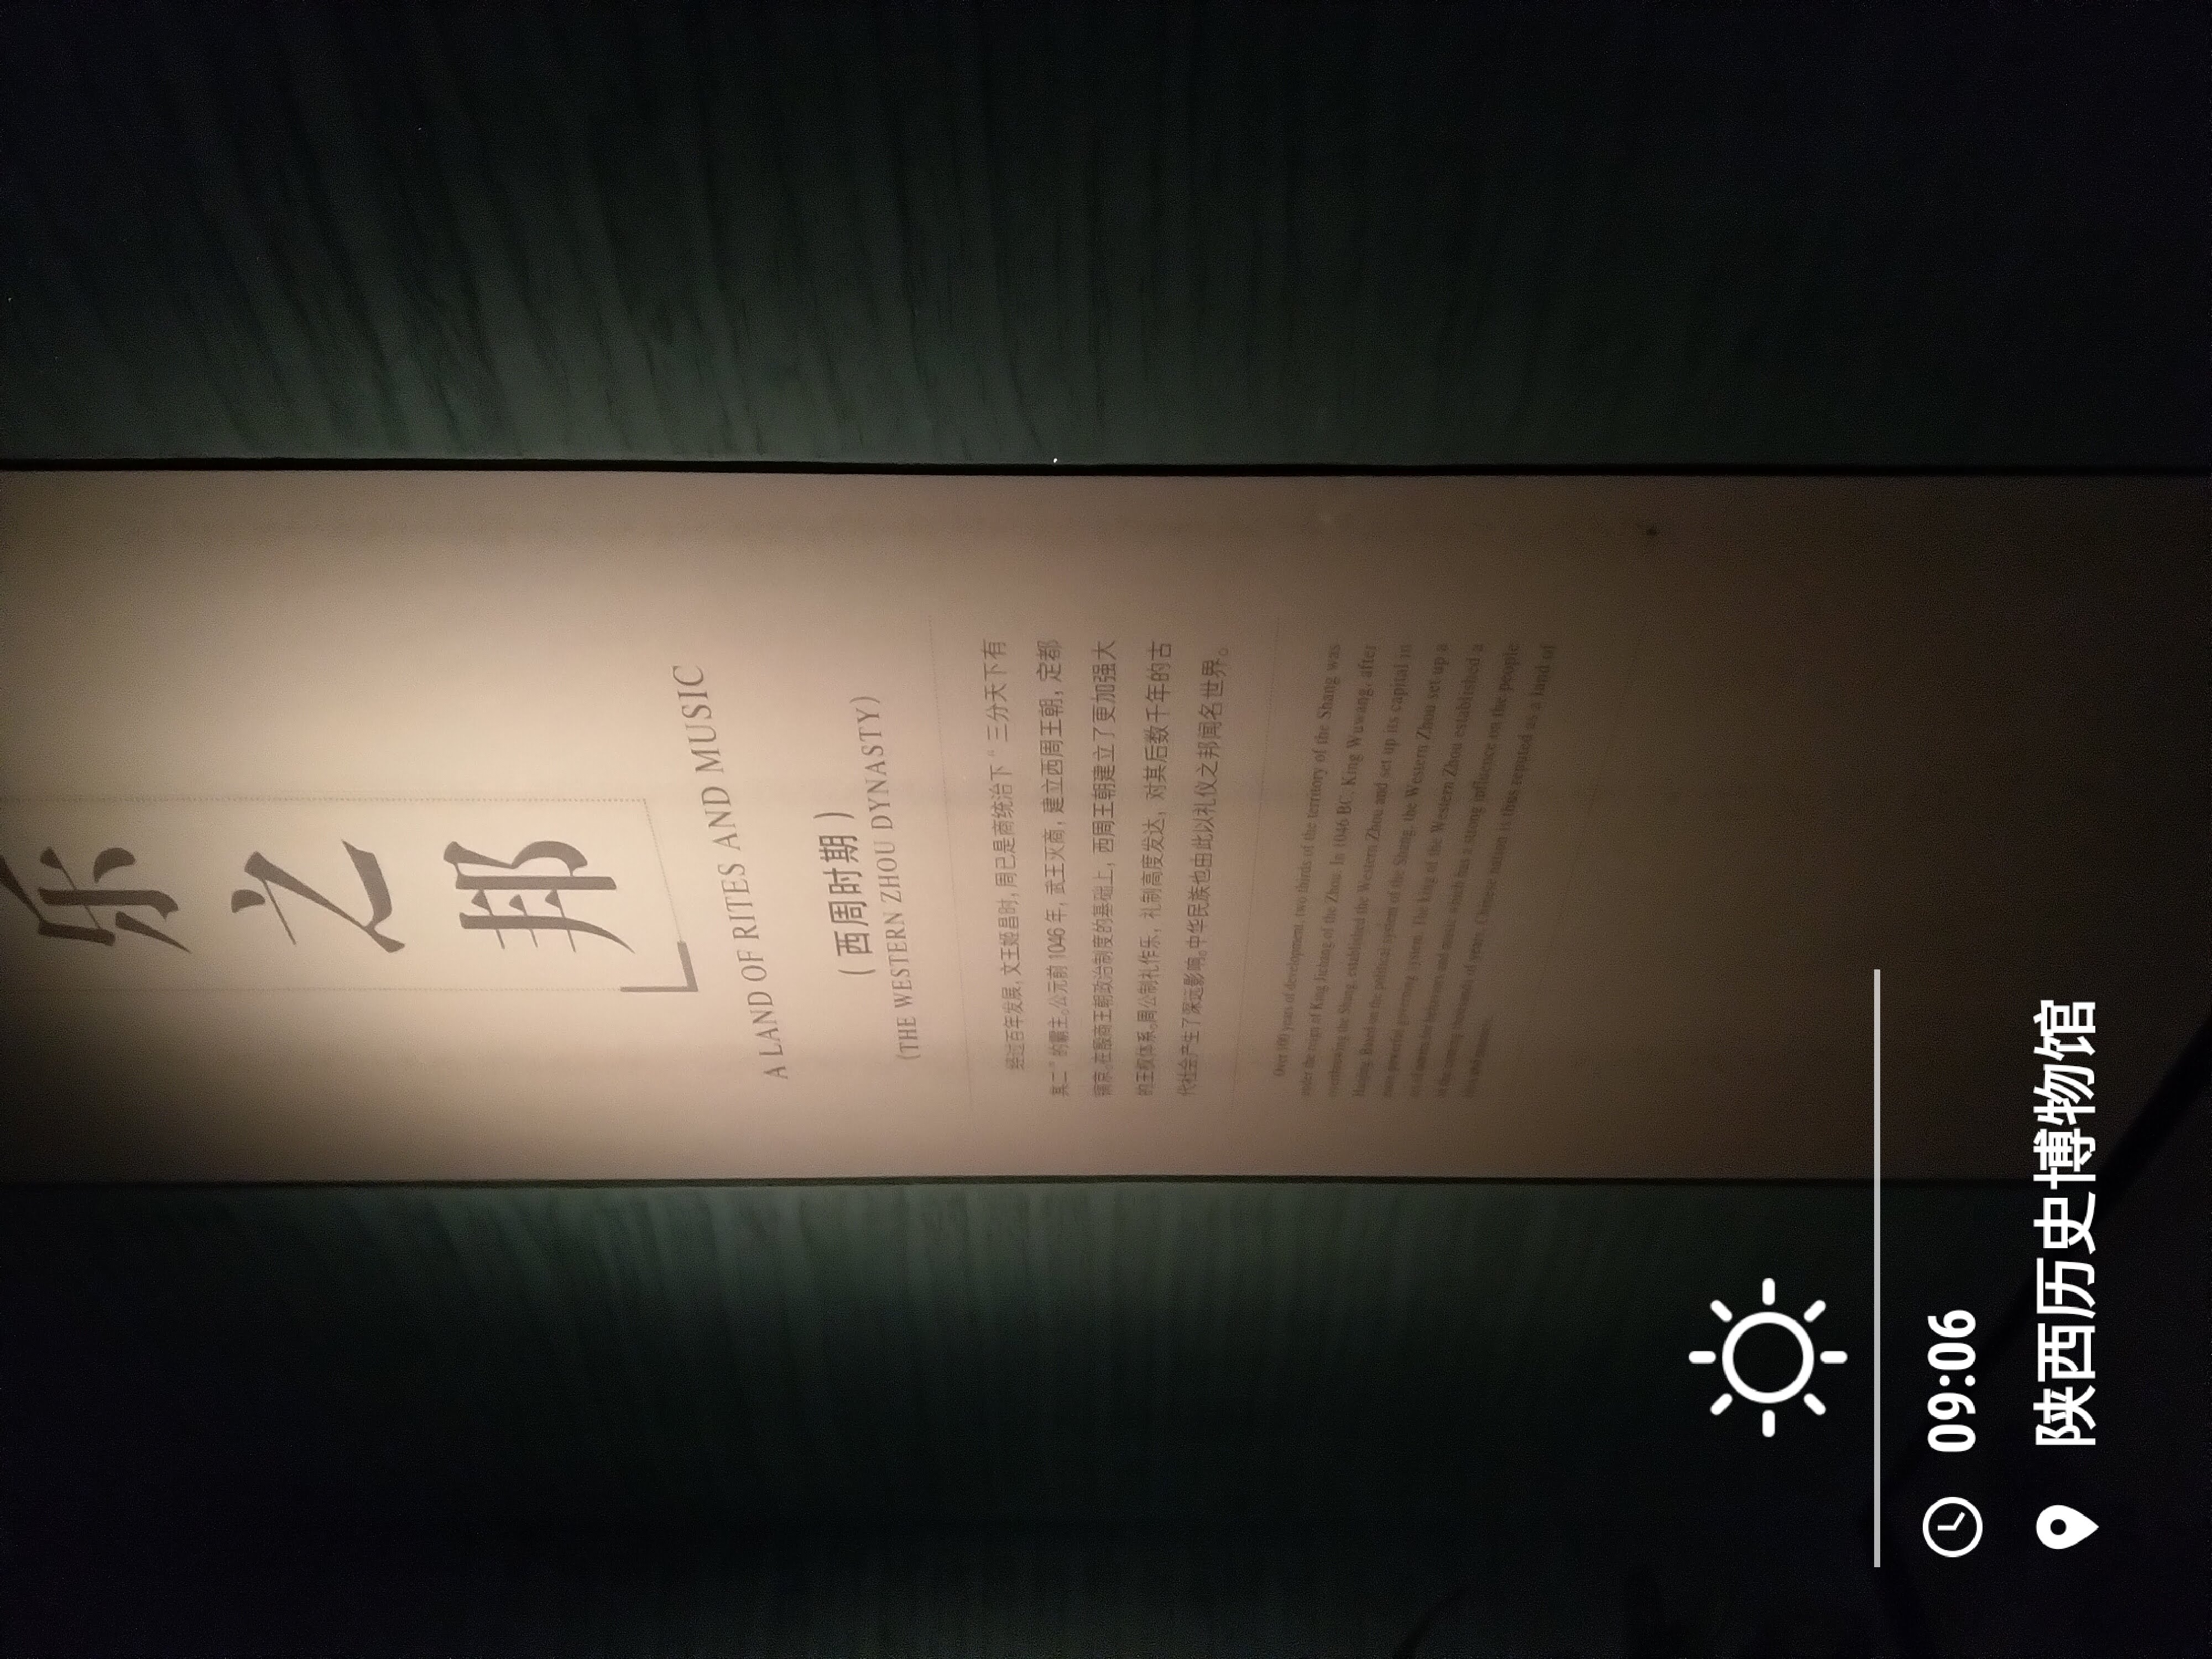 乐
之
邦
A LAND OF RITES AND MUSIC
(西周时期)
(THE WESTERN ZHOU DYNASTY)
经过百年发展,文王姬昌时,周已是商统治下“三分天下有
其二”的霸主。公元前1046年,武王灭商,建立西周王朝,定都
镐京。在殷商王朝政治制度的基础上,西周王朝建立了更加强大
的王权体系。周公制礼作乐,礼制高度发达,对其后数千年的古
代社会产生了深远影响。中华民族也由此以礼仪之邦闻名世界。
Over 100 years of development, two thirds of the territory of the Shang was
under the reign of King Jichang of the Zhou. In 1046 BC, King Wuwang, after
overthrowing the Shang, established the Western Zhou and set up its capital in
Based on the political system of the Shang, the Western Zhou set up a
most powerful governing system. The king of the Western Zhou established a
set of norms for behaviors and music which has a strong influence on the people
in the coming thousands of years. Chinese nation is thus reputed as a land of
09:06
陕西历史博物馆